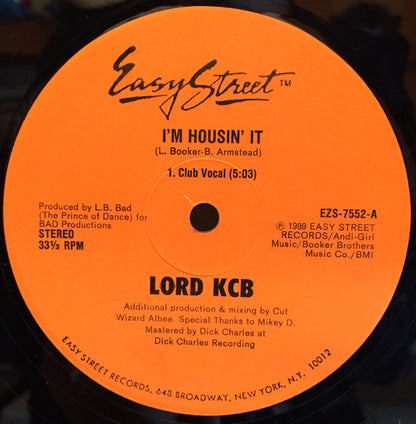 Easy Street™
I'M HOUSIN' IT
(L. Booker-B. Armstead)
1. Club Vocal (5:03)
Produced by L.B. Bad
(The Prince of Dance) for
BAD Productions
STEREO
33⅓ RPM
EZS-7552-A
℗ 1989 EASY STREET
RECORDS/Andi-Girl
Music/Booker Brothers
Music Co./BMI
LORD KCB
Additional production & mixing by Cut
Wizard Albee. Special Thanks to Mikey D.
Mastered by Dick Charles at
Dick Charles Recording
EASY STREET RECORDS, 640 BROADWAY, NEW YORK, N.Y. 10012